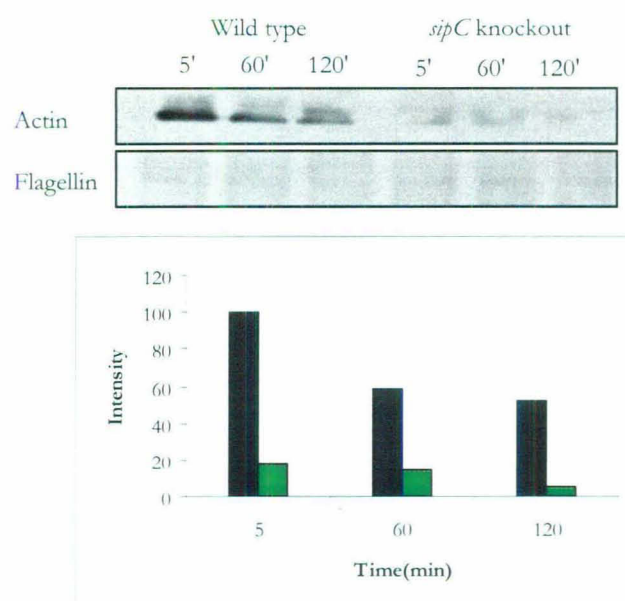 Wild type sipC knockout
5' 60' 120' 5' 60' 120'
Actin
Flagellin
120
100
80
60
40
20
0
Intensity
5 60 120
Time(min)